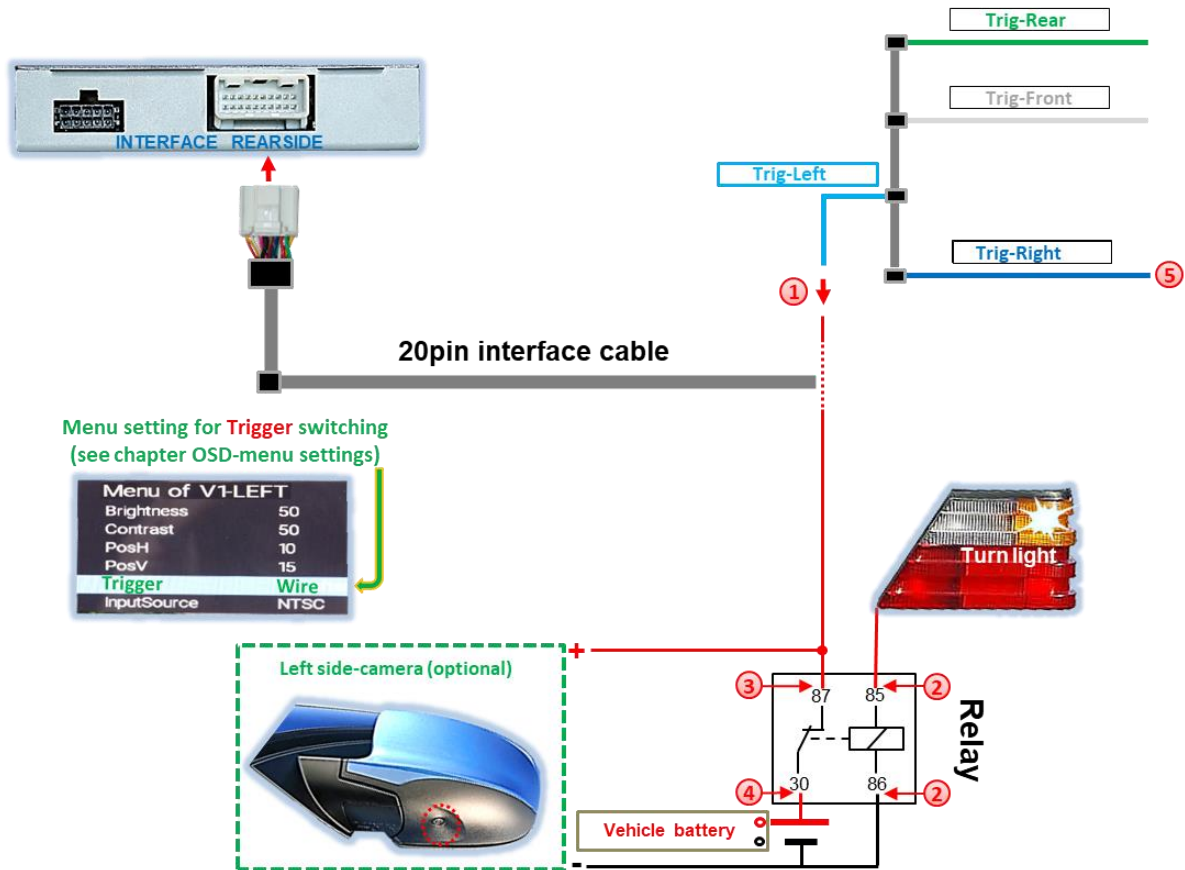 Trig-Rear
Trig-Front
INTERFACE REARSIDE
Trig-Left
Trig-Right
5
1
20pin interface cable
Menu setting for Trigger switching
(see chapter OSD-menu settings)
Menu of V1-LEFT
Brightness 50
Contrast 50
PosH 10
PosV 15
Trigger Wire
InputSource NTSC
Turn light
+
Left side-camera (optional)
3
87
85
2
Relay
4
30
86
2
Vehicle battery
-